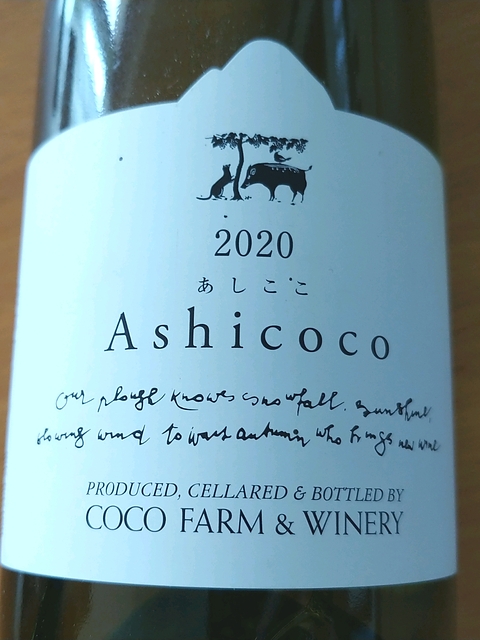 2020
あしここ
Ashicoco
our plough knows snowfall. sunshine,
blowing wind to wait autumn who brings new wine
PRODUCED, CELLARED & BOTTLED BY
COCO FARM & WINERY